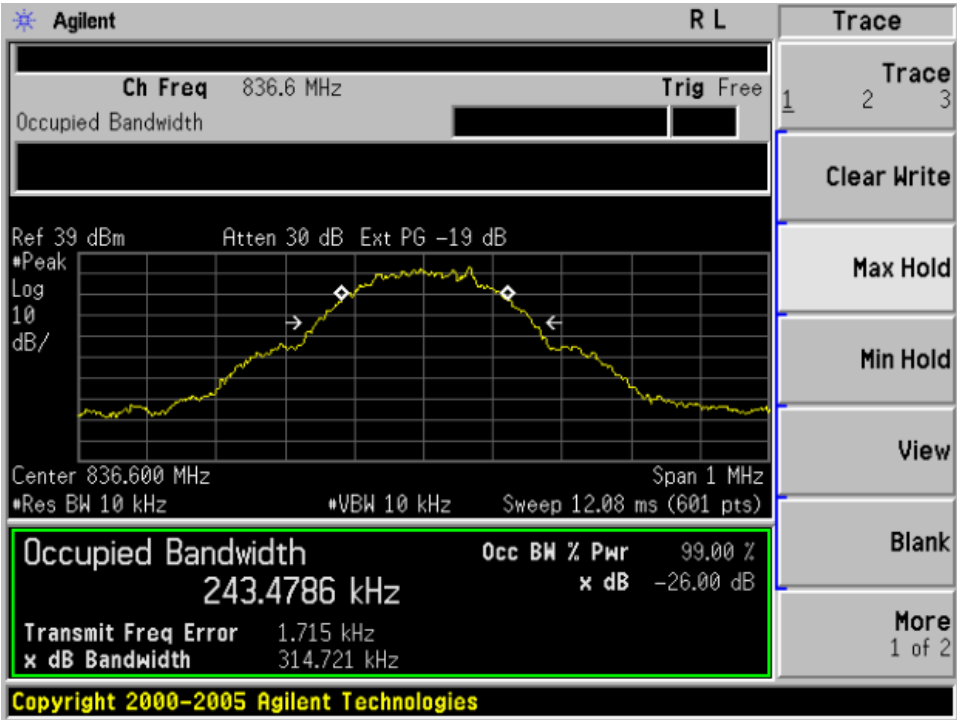 Agilent R L Trace
Ch Freq 836.6 MHz Trig Free
Occupied Bandwidth
Trace
1 2 3
Clear Write
Max Hold
Min Hold
View
Blank
More
1 of 2
Ref 39 dBm Atten 30 dB Ext PG -19 dB
#Peak
Log
10
dB/
Center 836.600 MHz Span 1 MHz
#Res BW 10 kHz #VBW 10 kHz Sweep 12.08 ms (601 pts)
Occupied Bandwidth Occ BW % Pwr 99.00 %
243.4786 kHz x dB -26.00 dB
Transmit Freq Error 1.715 kHz
x dB Bandwidth 314.721 kHz
Copyright 2000-2005 Agilent Technologies